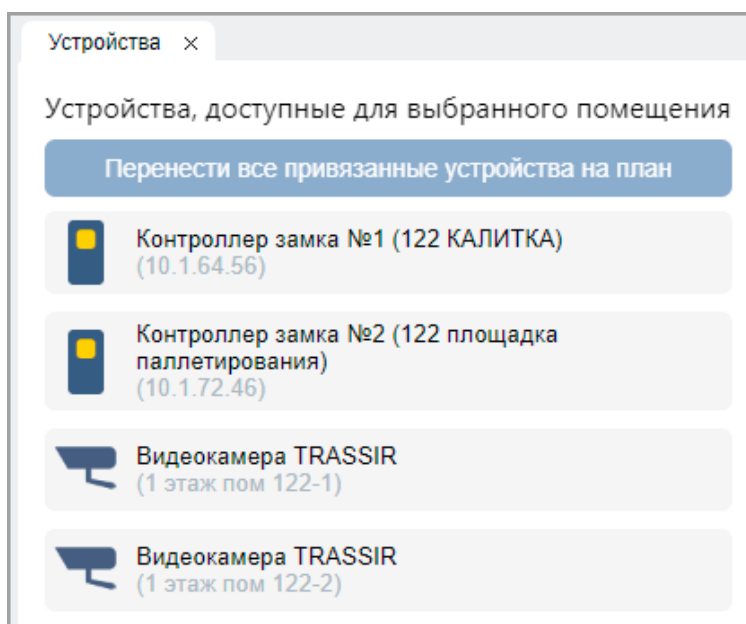 Устройства ×
Устройства, доступные для выбранного помещения
Перенести все привязанные устройства на план
Контроллер замка №1 (122 КАЛИТКА)
(10.1.64.56)
Контроллер замка №2 (122 площадка
паллетирования)
(10.1.72.46)
Видеокамера TRASSIR
(1 этаж пом 122-1)
Видеокамера TRASSIR
(1 этаж пом 122-2)